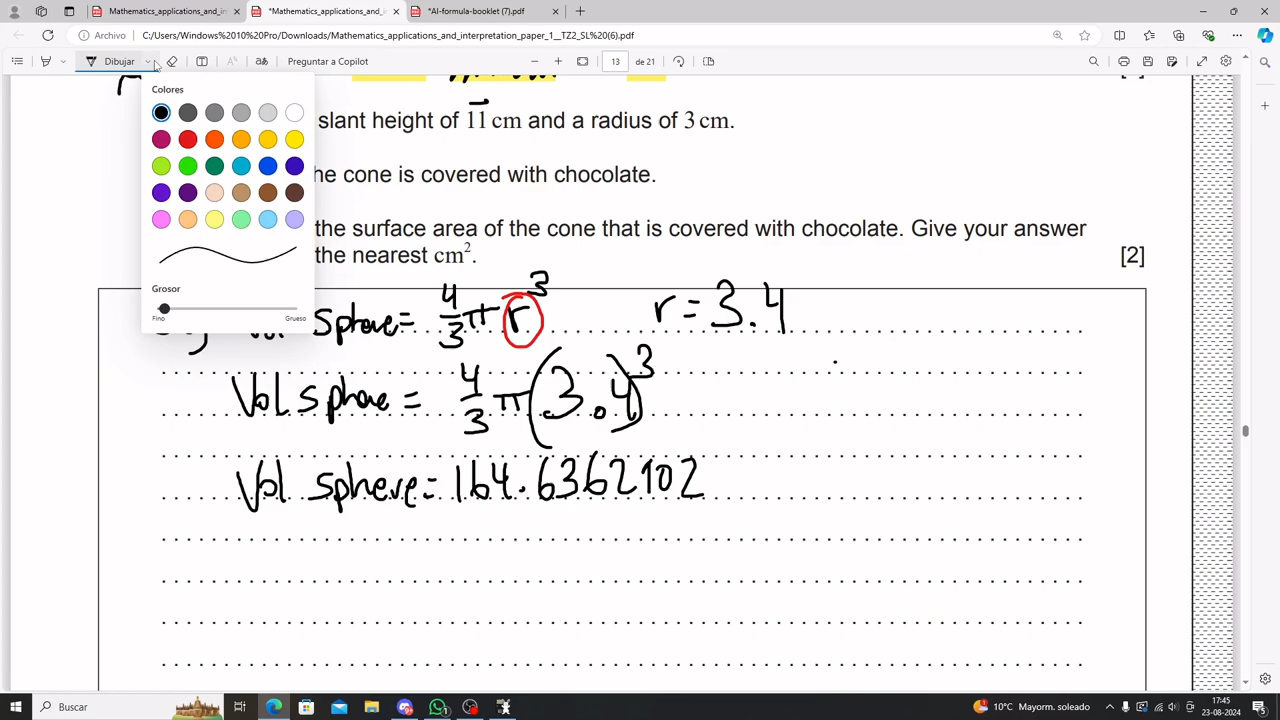 Mathematics_applications_and_in
*Mathematics_applications_and_i
*AI-formula-booklet (7).pdf
Archivo
C:/Users/Windows%2010%20Pro/Downloads/Mathematics_applications_and_interpretation_paper_1__TZ2_SL%20(6).pdf
Dibujar
Preguntar a Copilot
13
de 21
Colores
Grosor
Fino
Grueso
slant height of 11 cm and a radius of 3 cm.
he cone is covered with chocolate.
the surface area of the cone that is covered with chocolate. Give your answer
the nearest cm². [2]
sphere = 4/3 π r³ r = 3.4
Vol sphere = 4/3 π (3.4)³
Vol sphere = 164.6362102
Buscar
10°C Mayorm. soleado
17:45
23-08-2024